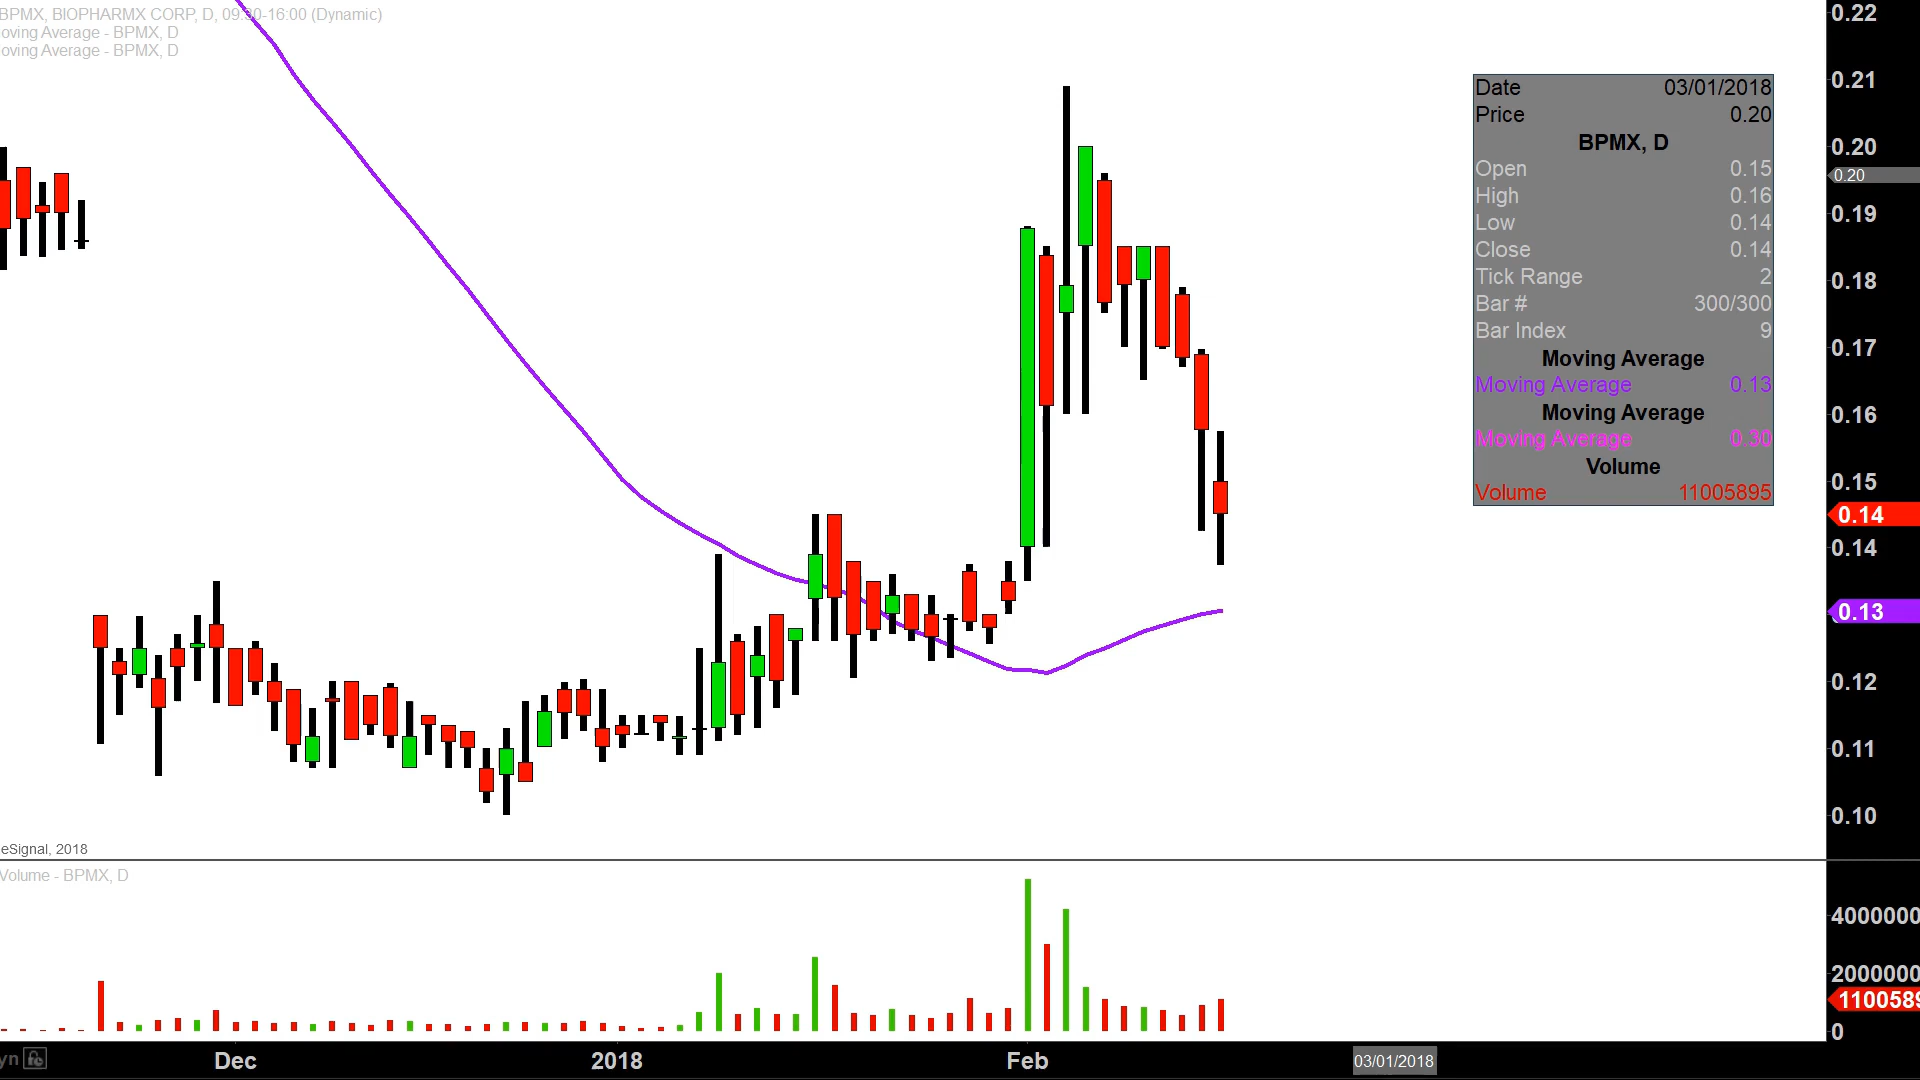 BPMX, BIOPHARMX CORP, D, 09:30-16:00 (Dynamic)
oving Average - BPMX, D
oving Average - BPMX, D
0.22
0.21
0.20
0.20
0.19
0.18
0.17
0.16
0.15
0.14
0.14
0.13
0.12
0.11
0.10
Date 03/01/2018
Price 0.20
BPMX, D
Open 0.15
High 0.16
Low 0.14
Close 0.14
Tick Range 2
Bar # 300/300
Bar Index 9
Moving Average
Moving Average 0.13
Moving Average
Moving Average 0.30
Volume
Volume 11005895
eSignal, 2018
Volume - BPMX, D
4000000
2000000
1100589
0
yn
Dec
2018
Feb
03/01/2018